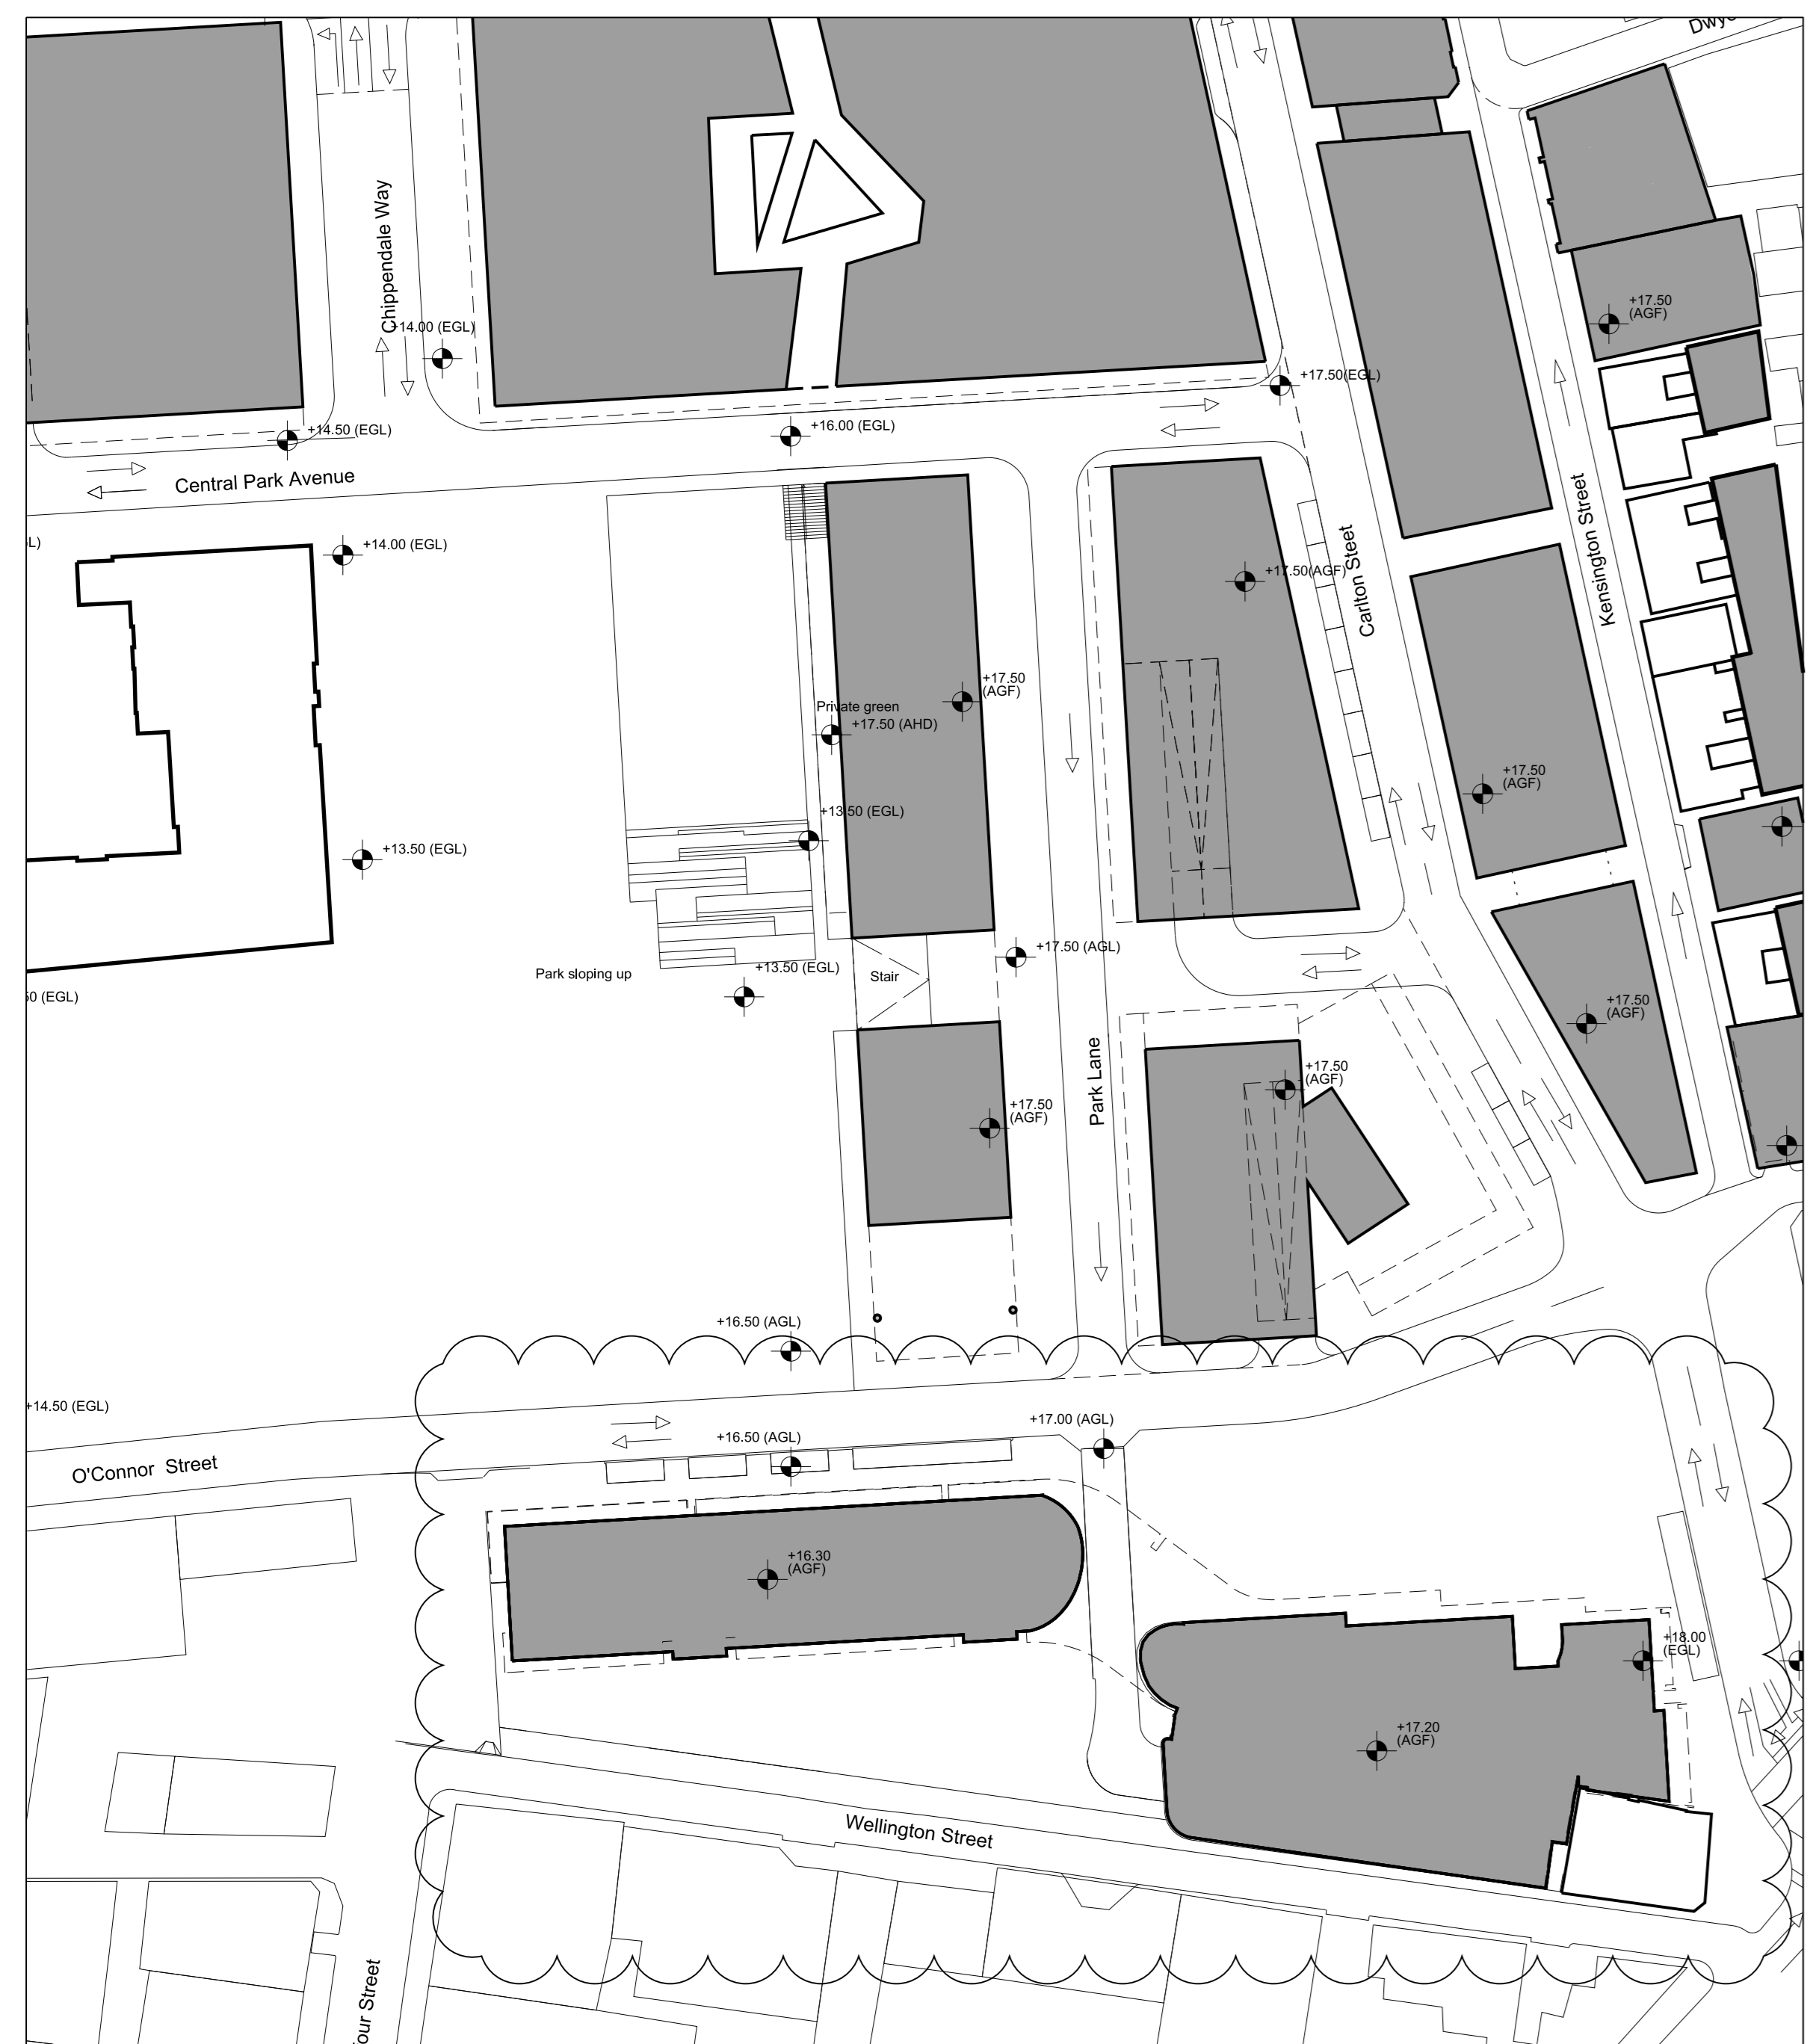 Chippendale Way
+14.00 (EGL)
+17.50
(AGF)
+17.50(EGL)
+14.50 (EGL)
+16.00 (EGL)
Central Park Avenue
+14.00 (EGL)
+17.50(AGF)
Carlton Steet
Kensington Street
+17.50
(AGF)
Private green
+17.50 (AHD)
+17.50
(AGF)
+13.50 (EGL)
+13.50 (EGL)
+17.50 (AGL)
Park sloping up
+13.50 (EGL)
Stair
(EGL)
+17.50
(AGF)
Park Lane
+17.50
(AGF)
+17.50
(AGF)
+16.50 (AGL)
+14.50 (EGL)
+17.00 (AGL)
+16.50 (AGL)
O'Connor Street
+16.30
(AGF)
+18.00
(EGL)
+17.20
(AGF)
Wellington Street
Street